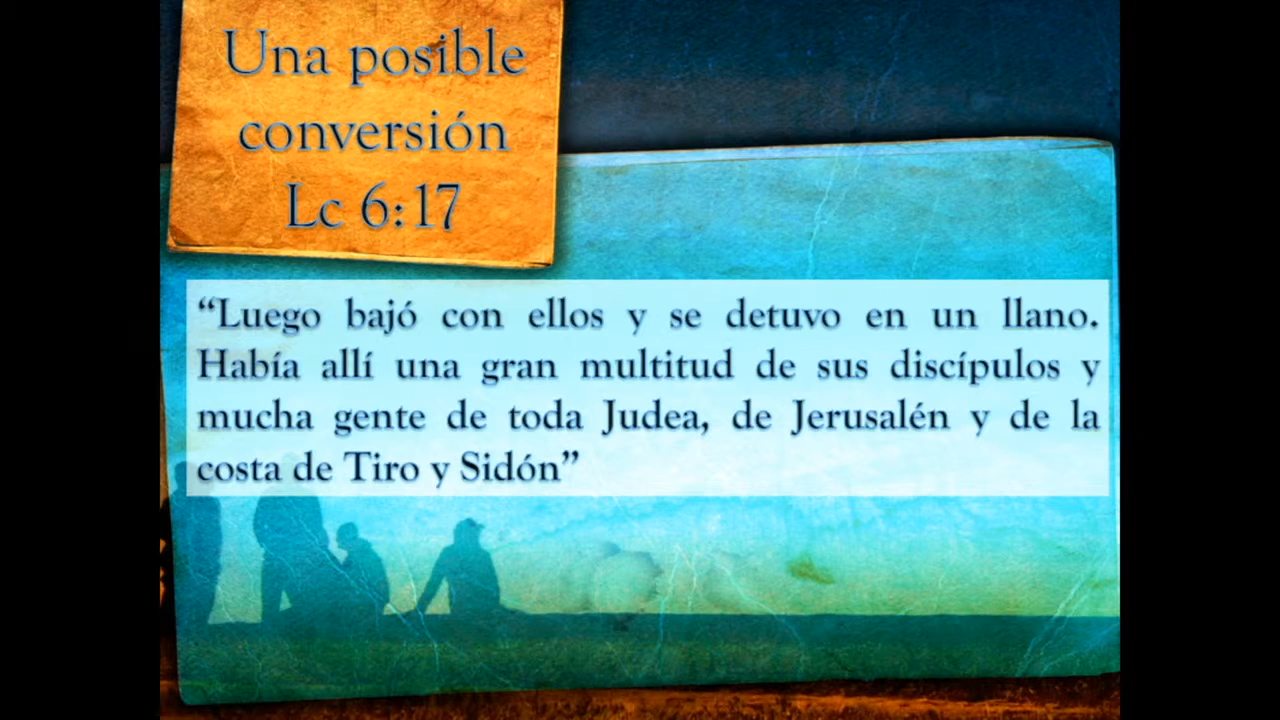 Una posible
conversión
Lc 6:17
“Luego bajó con ellos y se detuvo en un llano.
Había allí una gran multitud de sus discípulos y
mucha gente de toda Judea, de Jerusalén y de la
costa de Tiro y Sidón”